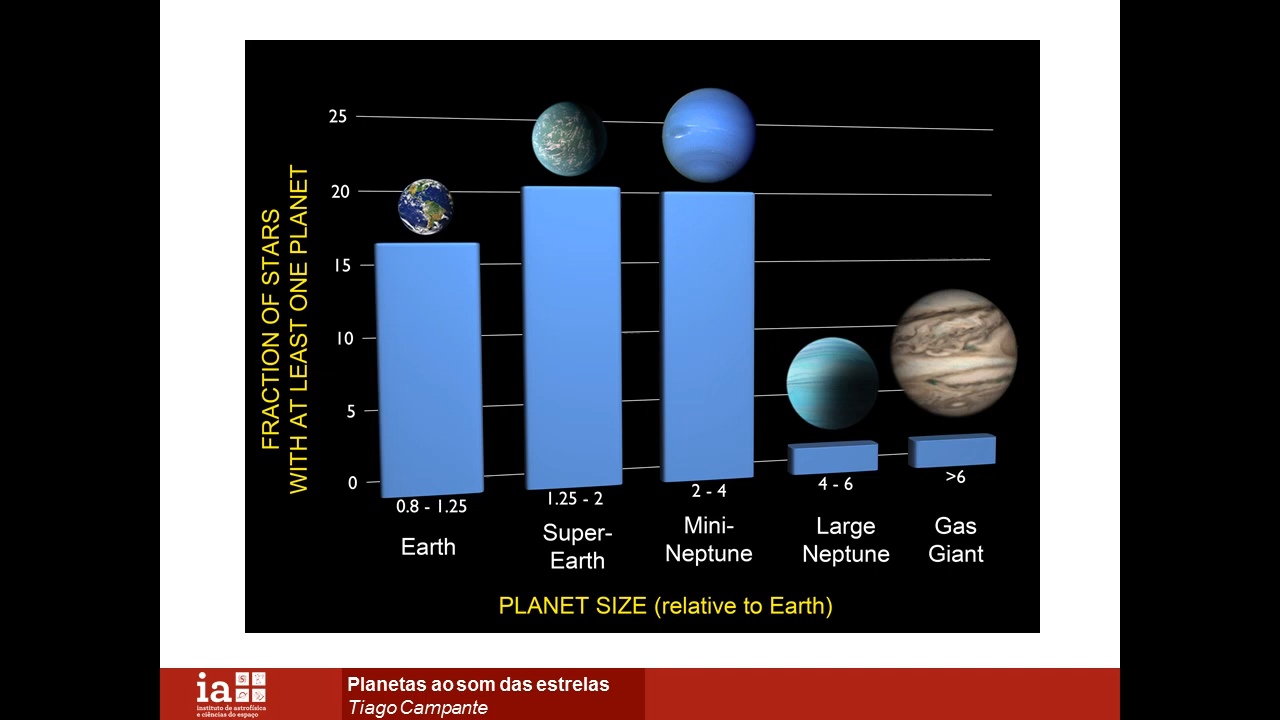 FRACTION OF STARS
WITH AT LEAST ONE PLANET
25
20
15
10
5
0
0.8 - 1.25
1.25 - 2
2 - 4
4 - 6
>6
Earth
Super-
Earth
Mini-
Neptune
Large
Neptune
Gas
Giant
PLANET SIZE (relative to Earth)
ia
instituto de astrofísica
e ciências do espaço
Planetas ao som das estrelas
Tiago Campante